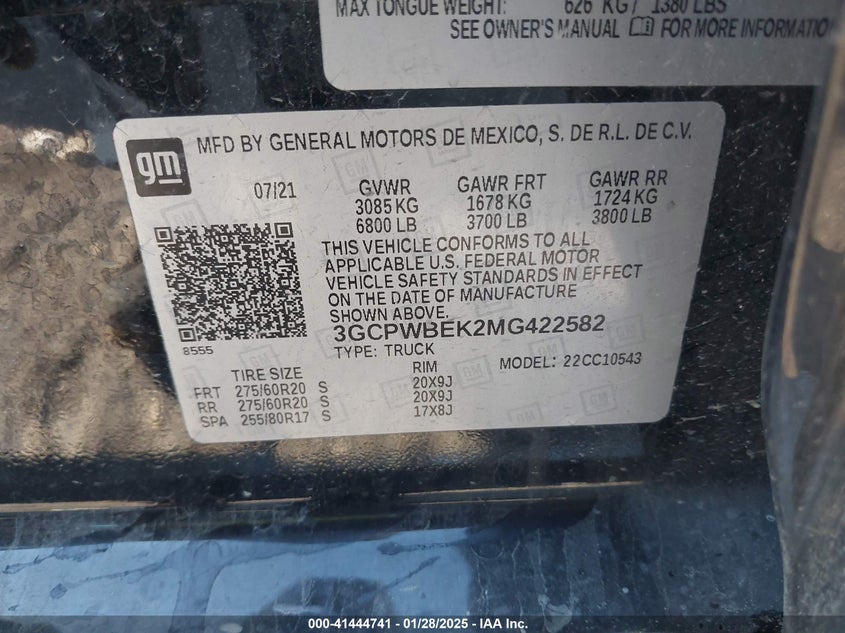 MAX TONGUE WEIGHT: 626 KG / 1380 LBS
SEE OWNER'S MANUAL FOR MORE INFORMATION
gm
MFD BY GENERAL MOTORS DE MEXICO, S. DE R.L. DE C.V.
07/21 GVWR GAWR FRT GAWR RR
3085 KG 1678 KG 1724 KG
6800 LB 3700 LB 3800 LB
THIS VEHICLE CONFORMS TO ALL
APPLICABLE U.S. FEDERAL MOTOR
VEHICLE SAFETY STANDARDS IN EFFECT
ON THE DATE OF MANUFACTURE
SHOWN ABOVE.
8555
3GCPWBEK2MG422582
TYPE: TRUCK MODEL: 22CC10543
TIRE SIZE RIM
FRT 275/60R20 S 20X9J
RR 275/60R20 S 20X9J
SPA 255/80R17 S 17X8J
000-41444741 | 01/28/2025 - IAA Inc.